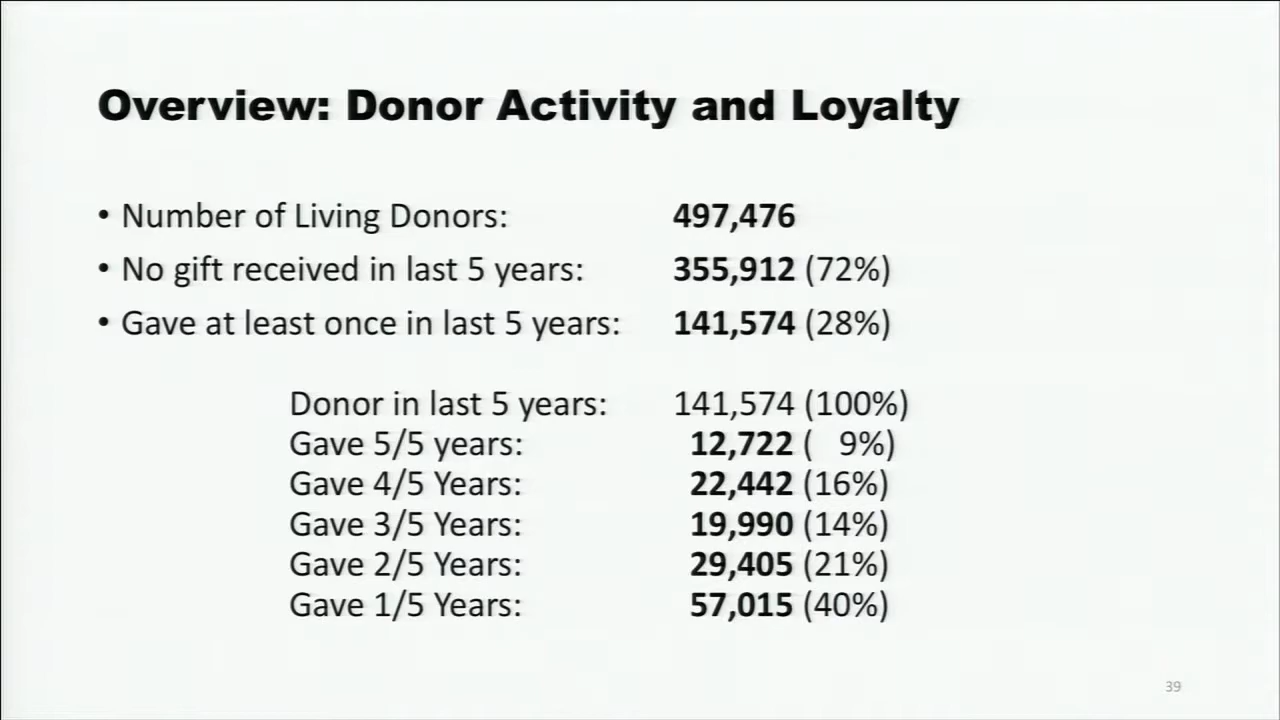 Overview: Donor Activity and Loyalty
• Number of Living Donors: 497,476
• No gift received in last 5 years: 355,912 (72%)
• Gave at least once in last 5 years: 141,574 (28%)
Donor in last 5 years: 141,574 (100%)
Gave 5/5 years: 12,722 ( 9%)
Gave 4/5 Years: 22,442 (16%)
Gave 3/5 Years: 19,990 (14%)
Gave 2/5 Years: 29,405 (21%)
Gave 1/5 Years: 57,015 (40%)
39